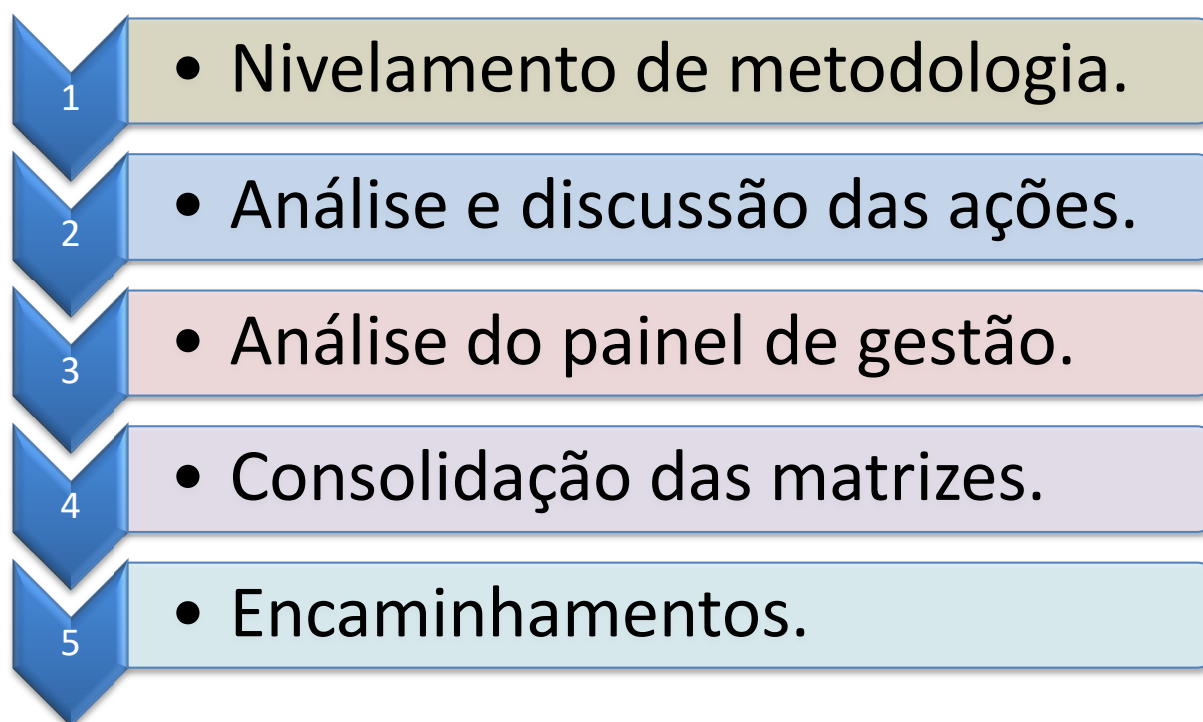 1 • Nivelamento de metodologia.
2 • Análise e discussão das ações.
3 • Análise do painel de gestão.
4 • Consolidação das matrizes.
5 • Encaminhamentos.